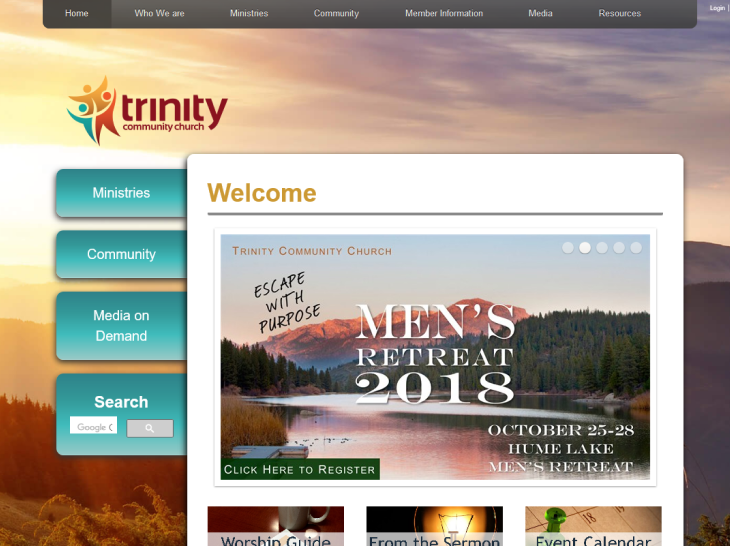 Home Who We are Ministries Community Member Information Media Resources Login |
trinity
community church
Ministries
Community
Media on
Demand
Search
Google
Welcome
Trinity Community Church
ESCAPE
WITH
PURPOSE
MEN'S
RETREAT
2018
OCTOBER 25-28
HUME LAKE
MEN'S RETREAT
Click Here to Register
Worship Guide From the Sermon Event Calendar